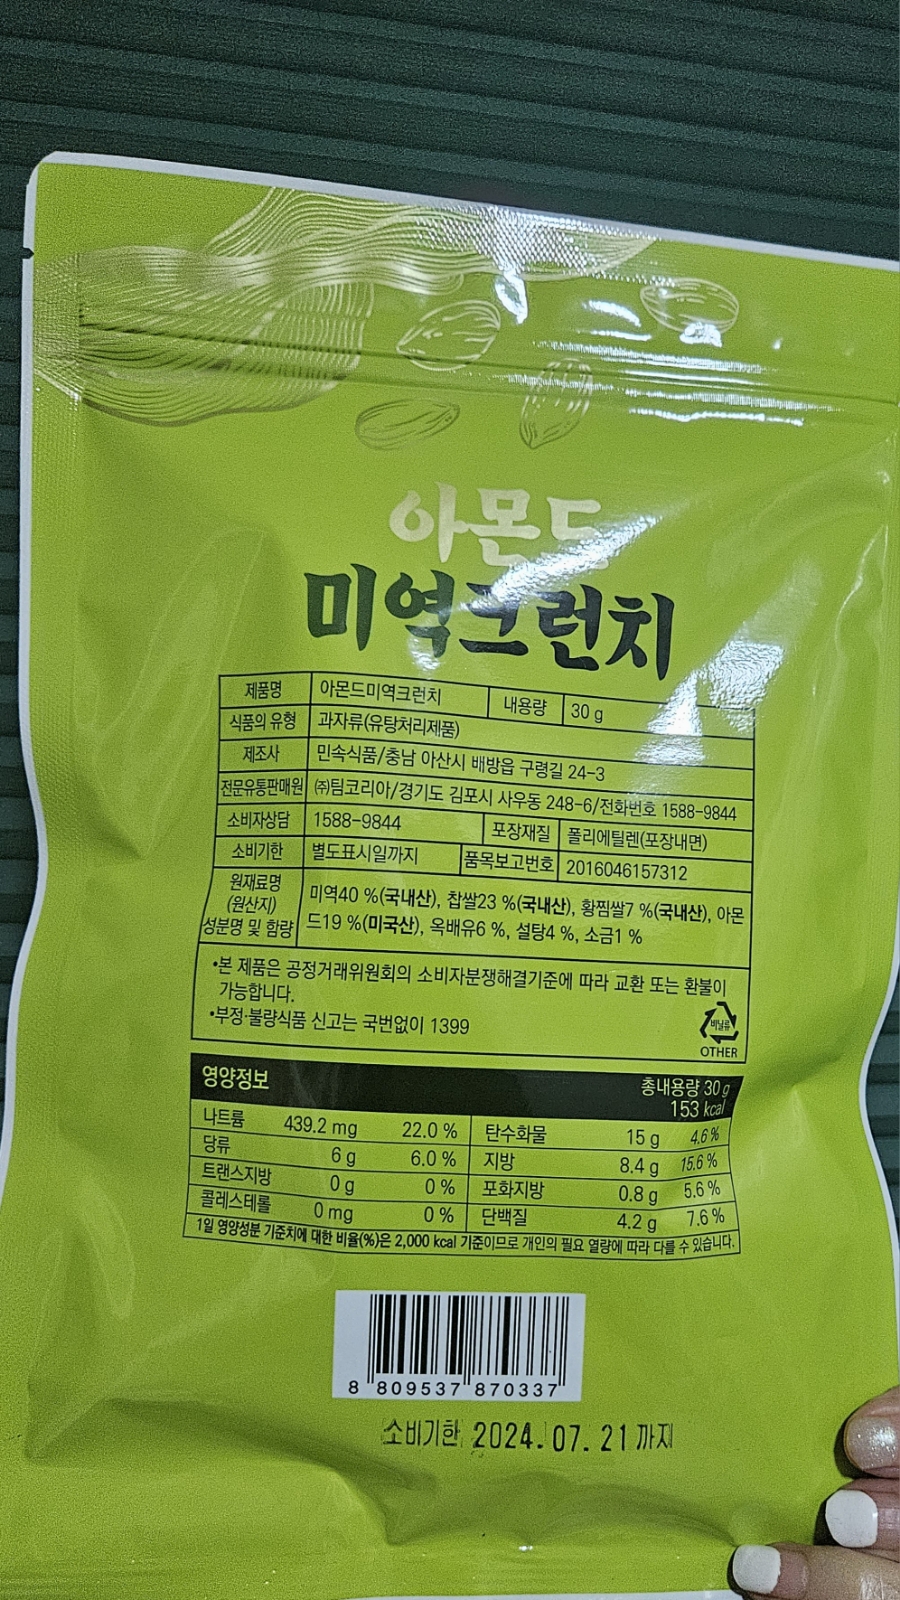 아몬드
미역크런치
제품명 아몬드미역크런치 내용량 30 g
식품의 유형 과자류(유탕처리제품)
제조사 민속식품/충남 아산시 배방읍 구령길 24-3
전문유통판매원 ㈜팀코리아/경기도 김포시 사우동 248-6/전화번호 1588-9844
소비자상담 1588-9844 포장재질 폴리에틸렌(포장내면)
소비기한 별도표시일까지 품목보고번호 2016046157312
원재료명
(원산지)
성분명 및 함량
미역40 %(국내산), 찹쌀23 %(국내산), 황찜쌀7 %(국내산), 아몬
드19 %(미국산), 옥배유6 %, 설탕4 %, 소금1 %
•본 제품은 공정거래위원회의 소비자분쟁해결기준에 따라 교환 또는 환불이
가능합니다.
•부정·불량식품 신고는 국번없이 1399
비닐류
OTHER
영양정보 총내용량 30 g
153 kcal
나트륨 439.2 mg 22.0 % 탄수화물 15 g 4.6 %
당류 6 g 6.0 % 지방 8.4 g 15.6 %
트랜스지방 0 g 0 % 포화지방 0.8 g 5.6 %
콜레스테롤 0 mg 0 % 단백질 4.2 g 7.6 %
1일 영양성분 기준치에 대한 비율(%)은 2,000 kcal 기준이므로 개인의 필요 열량에 따라 다를 수 있습니다.
8 809537 870337
소비기한 2024.07.21까지